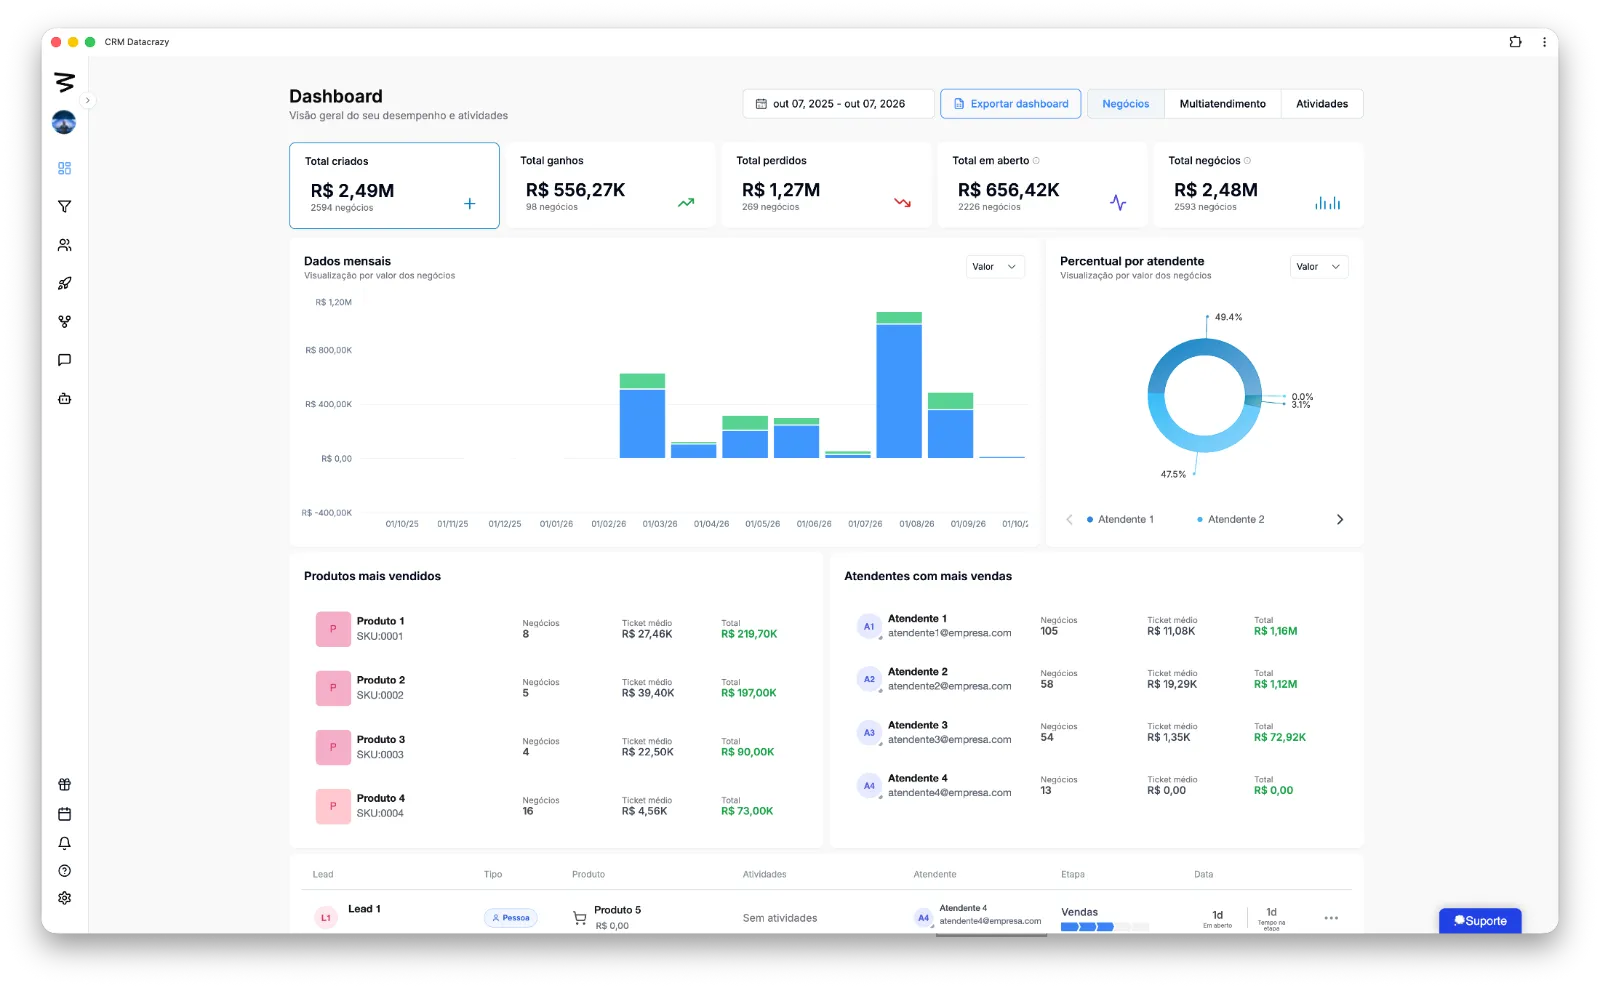 CRM Datacrazy
Dashboard
Visão geral do seu desempenho e atividades
out 07, 2025 - out 07, 2026
Exportar dashboard
Negócios
Multiatendimento
Atividades
Total criados
R$ 2,49M
2594 negócios
Total ganhos
R$ 556,27K
98 negócios
Total perdidos
R$ 1,27M
269 negócios
Total em aberto
R$ 656,42K
2226 negócios
Total negócios
R$ 2,48M
2593 negócios
Dados mensais
Visualização por valor dos negócios
Valor
R$ 1,20M
R$ 800,00K
R$ 400,00K
R$ 0,00
R$ -400,00K
01/10/25 01/11/25 01/12/25 01/01/26 01/02/26 01/03/26 01/04/26 01/05/26 01/06/26 01/07/26 01/08/26 01/09/26 01/10/2
Percentual por atendente
Visualização por valor dos negócios
Valor
49.4%
0.0%
3.1%
47.5%
Atendente 1
Atendente 2
Produtos mais vendidos
P
Produto 1
SKU:0001
Negócios
8
Ticket médio
R$ 27,46K
Total
R$ 219,70K
P
Produto 2
SKU:0002
Negócios
5
Ticket médio
R$ 39,40K
Total
R$ 197,00K
P
Produto 3
SKU:0003
Negócios
4
Ticket médio
R$ 22,50K
Total
R$ 90,00K
P
Produto 4
SKU:0004
Negócios
16
Ticket médio
R$ 4,56K
Total
R$ 73,00K
Atendentes com mais vendas
A1
Atendente 1
atendente1@empresa.com
Negócios
105
Ticket médio
R$ 11,08K
Total
R$ 1,16M
A2
Atendente 2
atendente2@empresa.com
Negócios
58
Ticket médio
R$ 19,29K
Total
R$ 1,12M
A3
Atendente 3
atendente3@empresa.com
Negócios
54
Ticket médio
R$ 1,35K
Total
R$ 72,92K
A4
Atendente 4
atendente4@empresa.com
Negócios
13
Ticket médio
R$ 0,00
Total
R$ 0,00
Lead Tipo Produto Atividades Atendente Etapa Data
L1
Lead 1
Pessoa
Produto 5
R$ 0,00
Sem atividades
A4
Atendente 4
atendente4@empresa.com
Vendas
1d
Em aberto
1d
Tempo na
etapa
Suporte